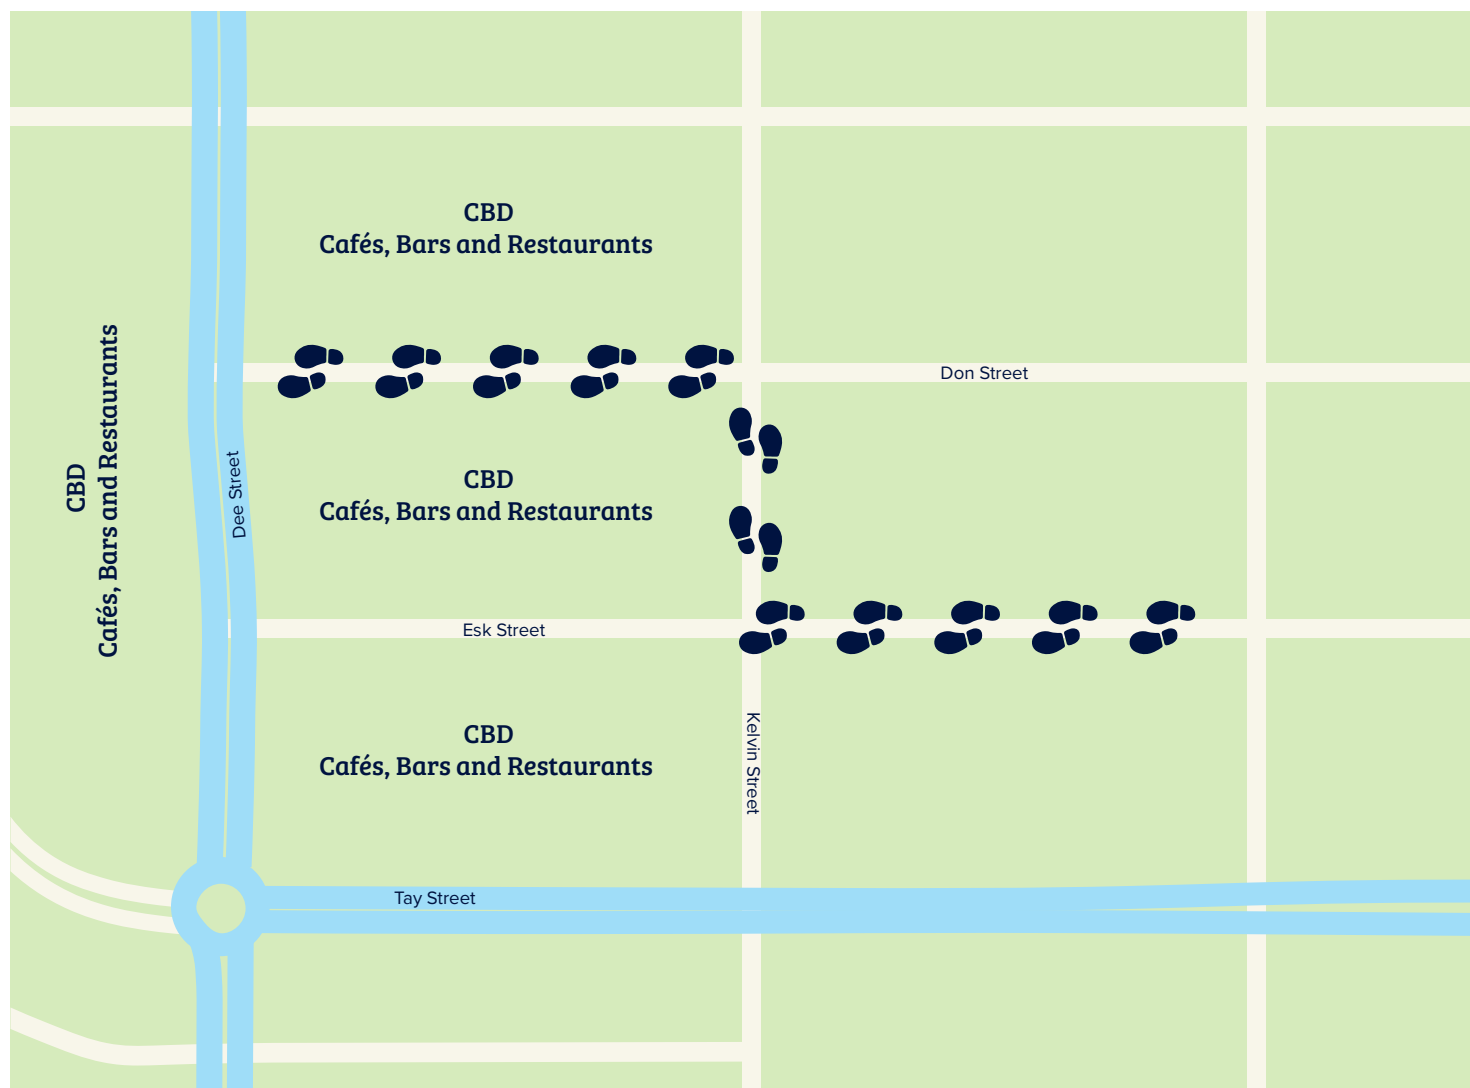 CBD
Cafés, Bars and Restaurants
CBD
Cafés, Bars and Restaurants
Don Street
Dee Street
CBD
Cafés, Bars and Restaurants
Esk Street
CBD
Cafés, Bars and Restaurants
Kelvin Street
Tay Street